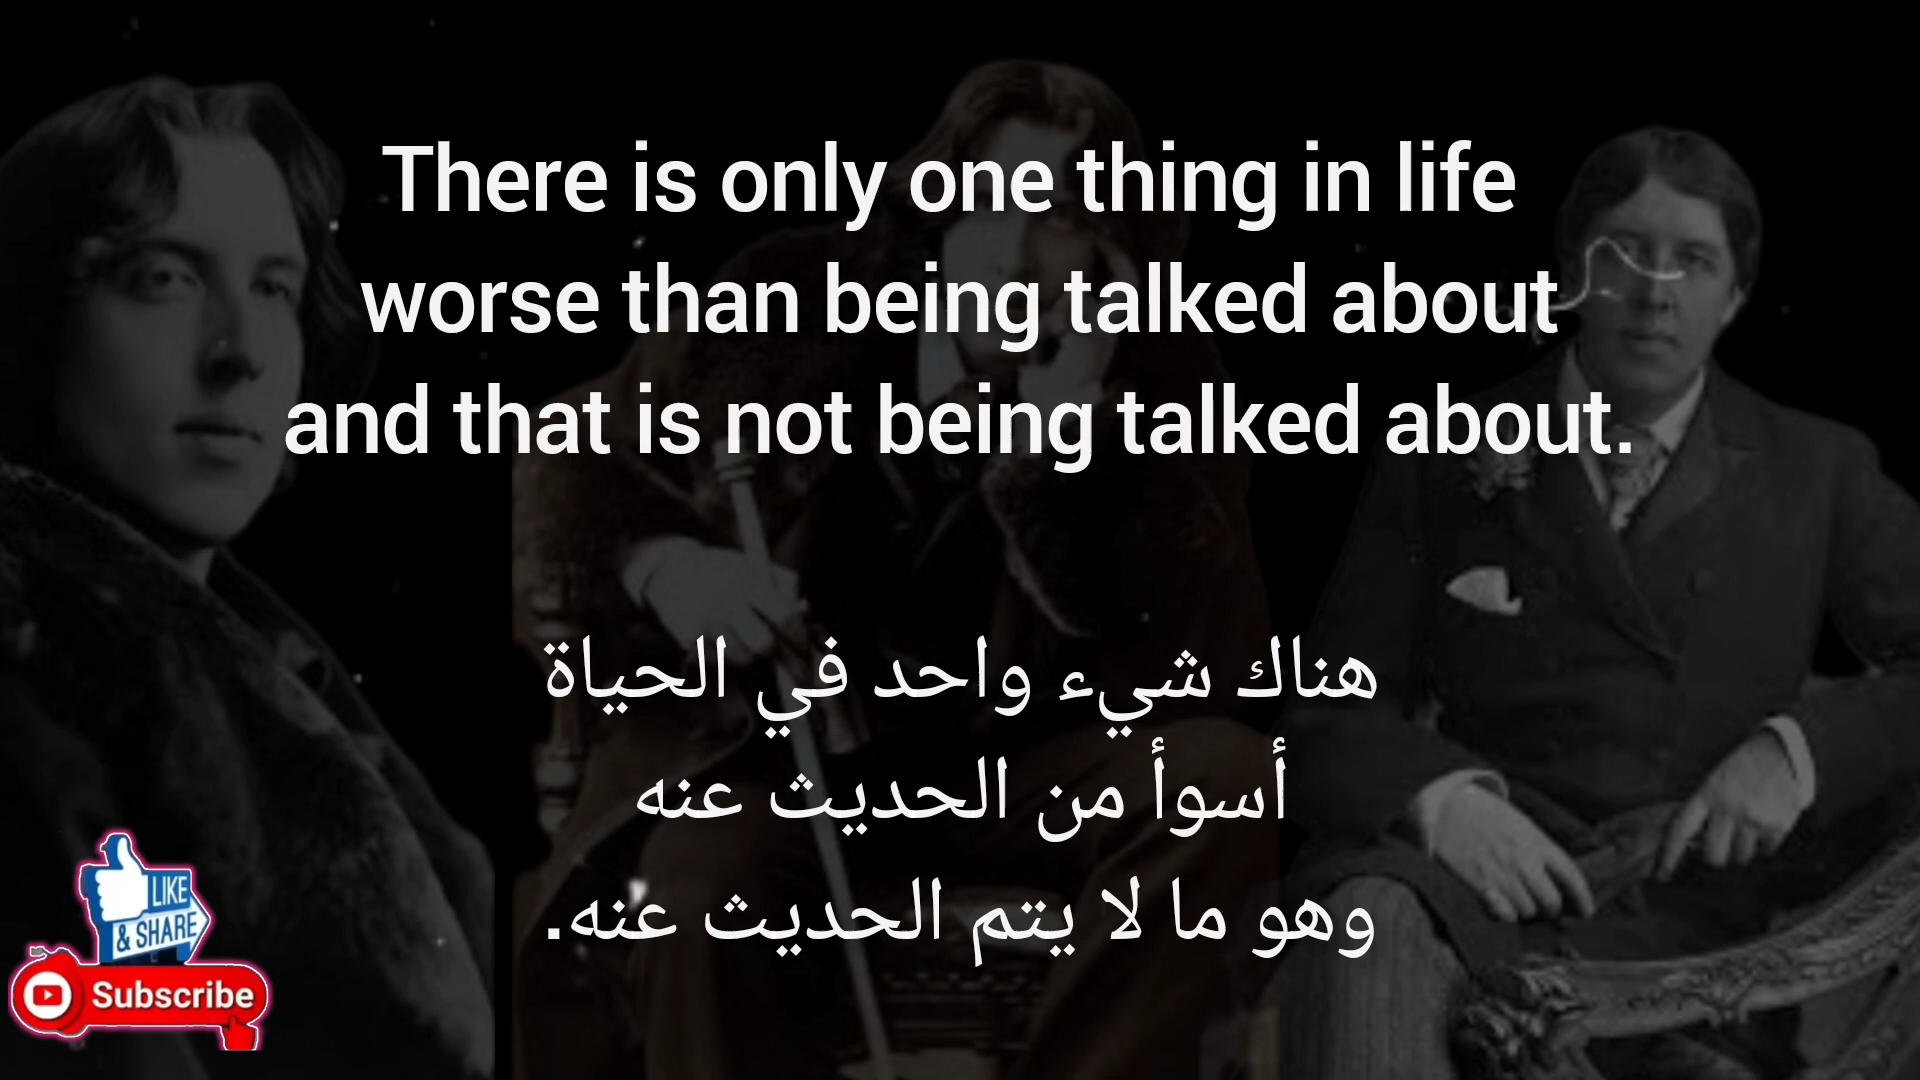 There is only one thing in life
worse than being talked about
and that is not being talked about.
هناك شيء واحد في الحياة
أسوأ من الحديث عنه
وهو ما لا يتم الحديث عنه.
LIKE
& SHARE
Subscribe